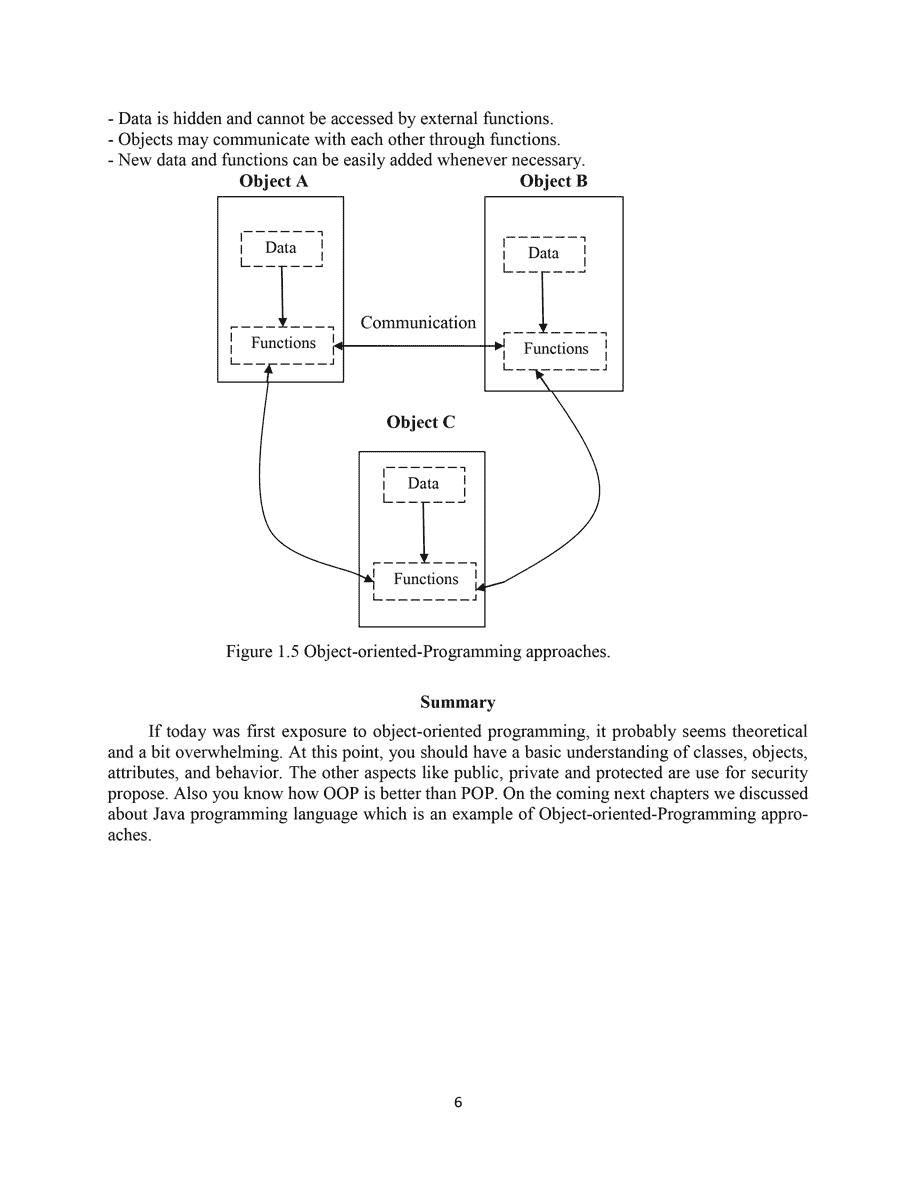 - Data is hidden and cannot be accessed by external functions.
- Objects may communicate with each other through functions.
- New data and functions can be easily added whenever necessary.
Object A Object B
Data Data
Communication
Functions Functions
Object C
Data
Functions
Figure 1.5 Object-oriented-Programming approaches.
Summary
If today was first exposure to object-oriented programming, it probably seems theoretical
and a bit overwhelming. At this point, you should have a basic understanding of classes, objects,
attributes, and behavior. The other aspects like public, private and protected are use for security
propose. Also you know how OOP is better than POP. On the coming next chapters we discussed
about Java programming language which is an example of Object-oriented-Programming appro-
aches.
6